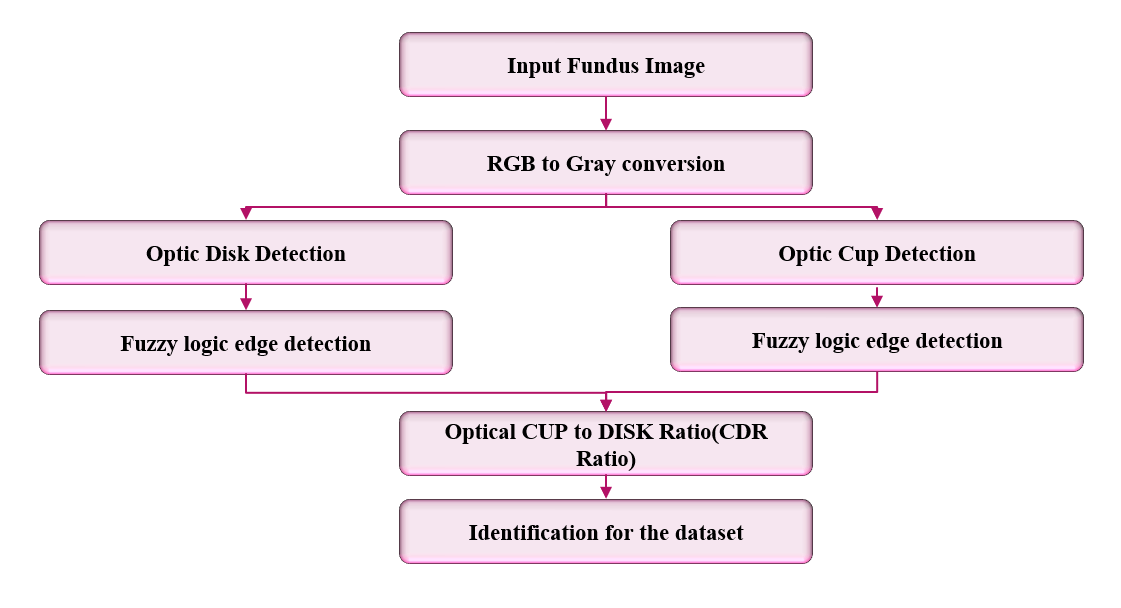 Input Fundus Image
RGB to Gray conversion
Optic Disk Detection
Optic Cup Detection
Fuzzy logic edge detection
Fuzzy logic edge detection
Optical CUP to DISK Ratio(CDR
Ratio)
Identification for the dataset